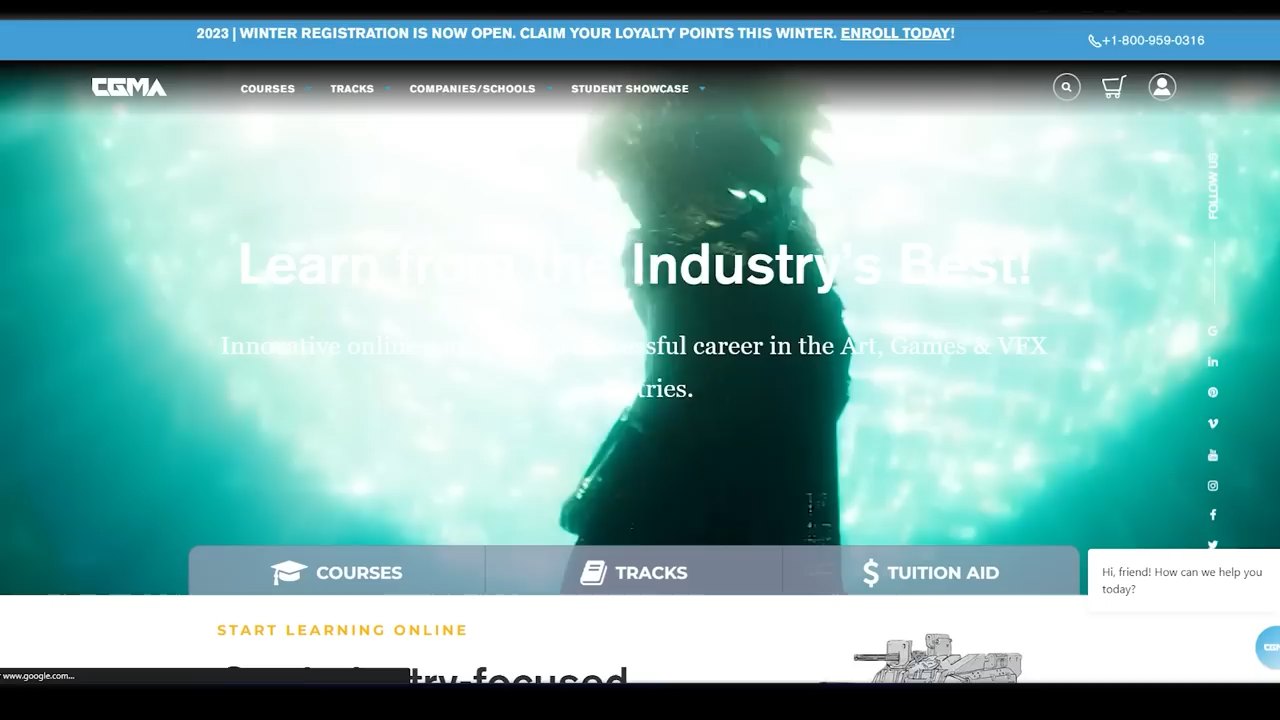 2023 | WINTER REGISTRATION IS NOW OPEN. CLAIM YOUR LOYALTY POINTS THIS WINTER. ENROLL TODAY!
+1-800-959-0316
CGMA
COURSES
TRACKS
COMPANIES/SCHOOLS
STUDENT SHOWCASE
FOLLOW US
Learn from the Industry's Best!
Innovative online successful career in the Art, Games & VFX
COURSES
TRACKS
TUITION AID
Hi, friend! How can we help you
today?
START LEARNING ONLINE
www.google.com...